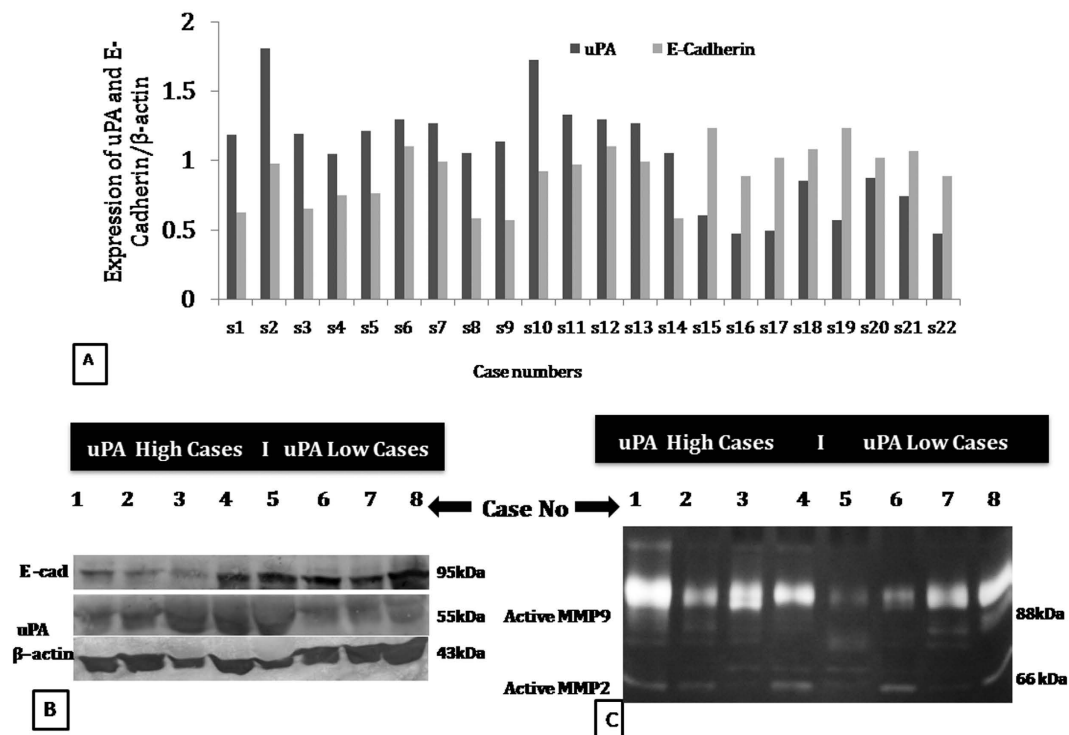 2
1.5
1
0.5
0
Expression of uPA and E-
Cadherin/β-actin
uPA E-Cadherin
s1 s2 s3 s4 s5 s6 s7 s8 s9 s10 s11 s12 s13 s14 s15 s16 s17 s18 s19 s20 s21 s22
Case numbers
A
uPA High Cases I uPA Low Cases
1 2 3 4 5 6 7 8
Case No
E-cad
95kDa
uPA
55kDa
β-actin
43kDa
B
uPA High Cases I uPA Low Cases
1 2 3 4 5 6 7 8
Active MMP9
88kDa
Active MMP2
66 kDa
C